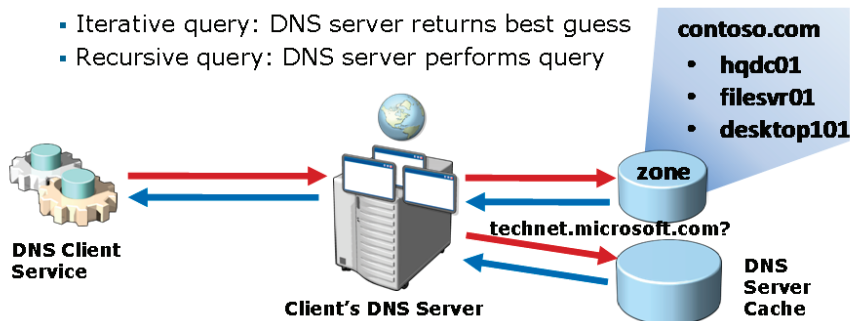 ▪ Iterative query: DNS server returns best guess
▪ Recursive query: DNS server performs query
contoso.com
• hqdc01
• filesvr01
• desktop101
zone
technet.microsoft.com?
DNS Client
Service
Client's DNS Server
DNS
Server
Cache